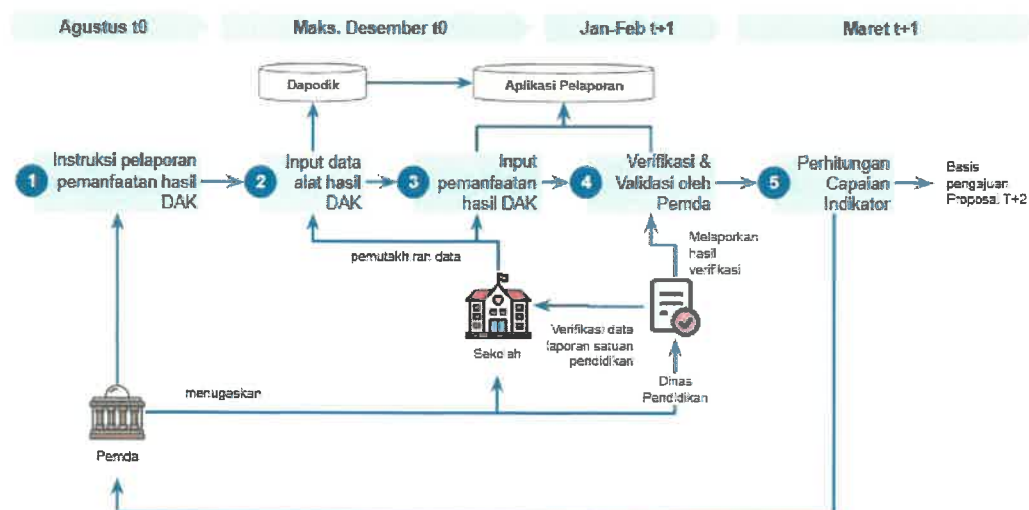 Agustus t0
Maks. Desember t0
Jan-Feb t+1
Maret t+1
Dapodik
Aplikasi Pelaporan
1
Instruksi pelaporan
pemanfaatan hasil
DAK
2
Input data
alat hasil
DAK
3
Input
pemanfaatan
hasil DAK
4
Verifikasi &
Validasi oleh
Pemda
5
Perhitungan
Capaian
Indikator
Basis
pengajuan
Proposal T+2
pemutakhiran data
Melaporkan
hasil
verifikasi
Sekolah
Verifikasi data
laporan satuan
pendidikan
Dinas
Pendidikan
menugaskan
Pemda